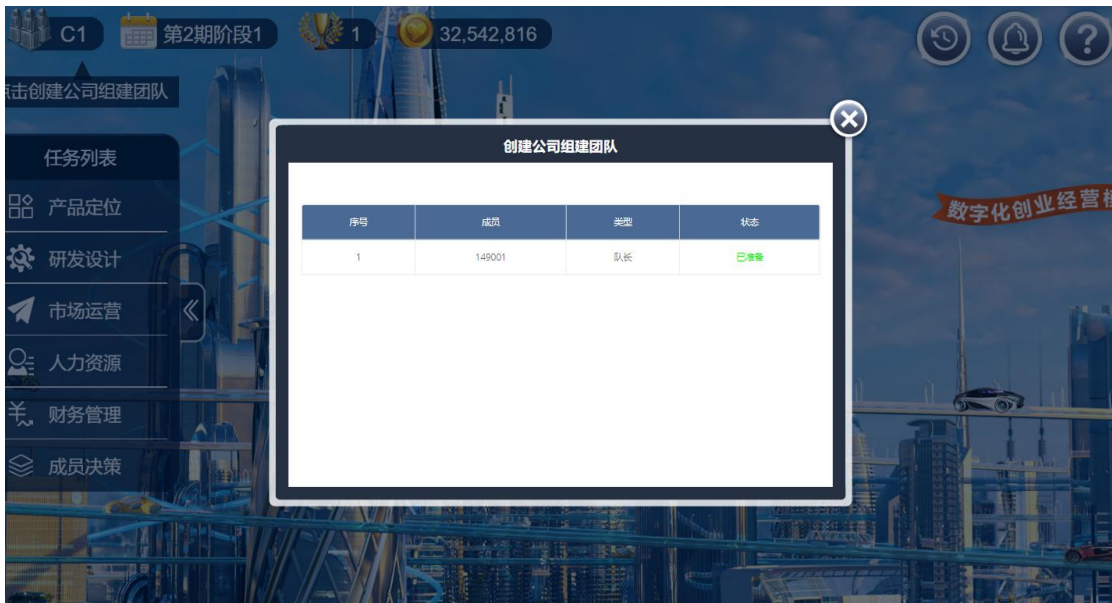 C1
第2期阶段1
1
32,542,816
点击创建公司组建团队
创建公司组建团队
任务列表
产品定位
研发设计
市场运营
人力资源
财务管理
成员决策
序号 成员 类型 状态
1 149001 队长 已准备
数字化创业经营模